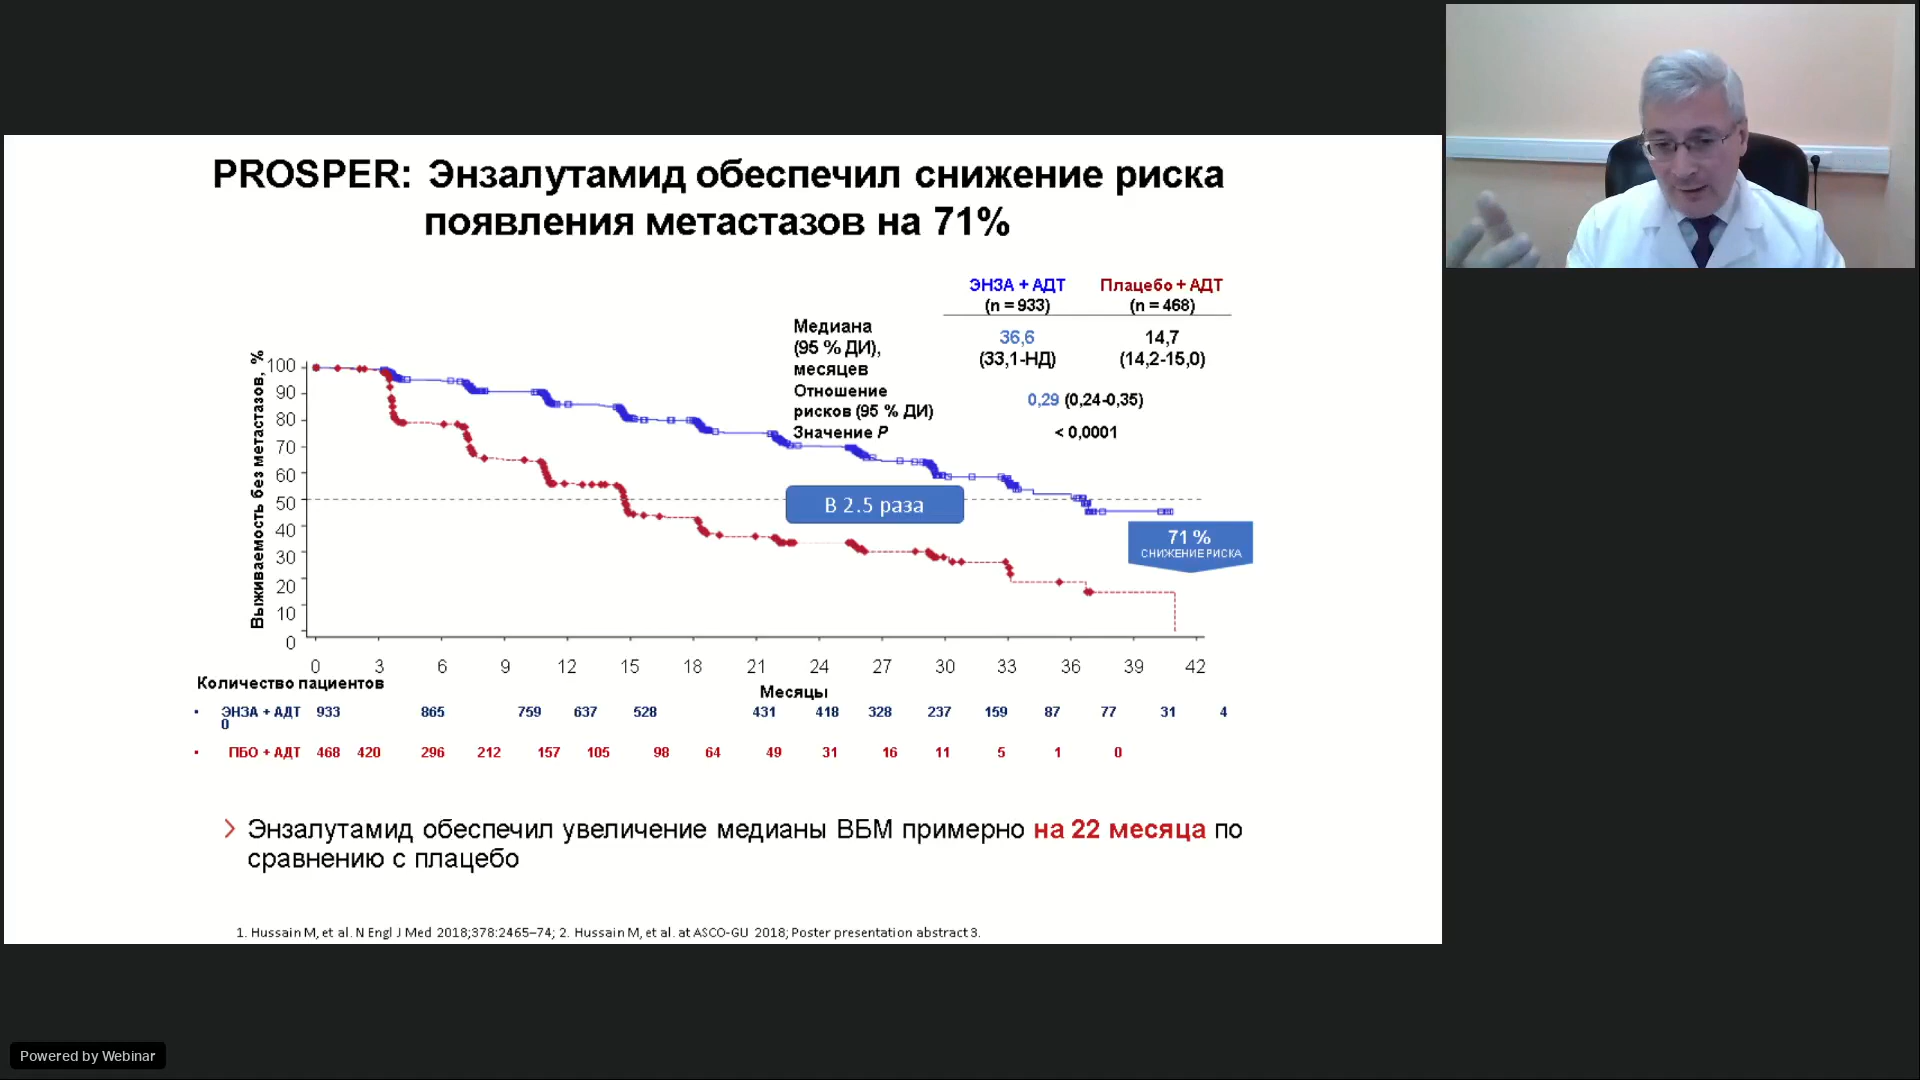 PROSPER: Энзалутамид обеспечил снижение риска
появления метастазов на 71%
ЭНЗА + АДТ
(n = 933)
Плацебо + АДТ
(n = 468)
Медиана
(95 % ДИ),
месяцев
36,6
(33,1-НД)
14,7
(14,2-15,0)
Отношение
рисков (95 % ДИ)
0,29 (0,24-0,35)
Значение P
< 0,0001
Выживаемость без метастазов, %
100
90
80
70
60
50
40
30
20
10
0
В 2.5 раза
71 %
СНИЖЕНИЕ РИСКА
0 3 6 9 12 15 18 21 24 27 30 33 36 39 42
Месяцы
Количество пациентов
• ЭНЗА + АДТ 933 865 759 637 528 431 418 328 237 159 87 77 31 4
0
• ПБО + АДТ 468 420 296 212 157 105 98 64 49 31 16 11 5 1 0
Энзалутамид обеспечил увеличение медианы ВБМ примерно на 22 месяца по
сравнению с плацебо
1. Hussain M, et al. N Engl J Med 2018;378:2465–74; 2. Hussain M, et al. at ASCO-GU 2018; Poster presentation abstract 3.
Powered by Webinar